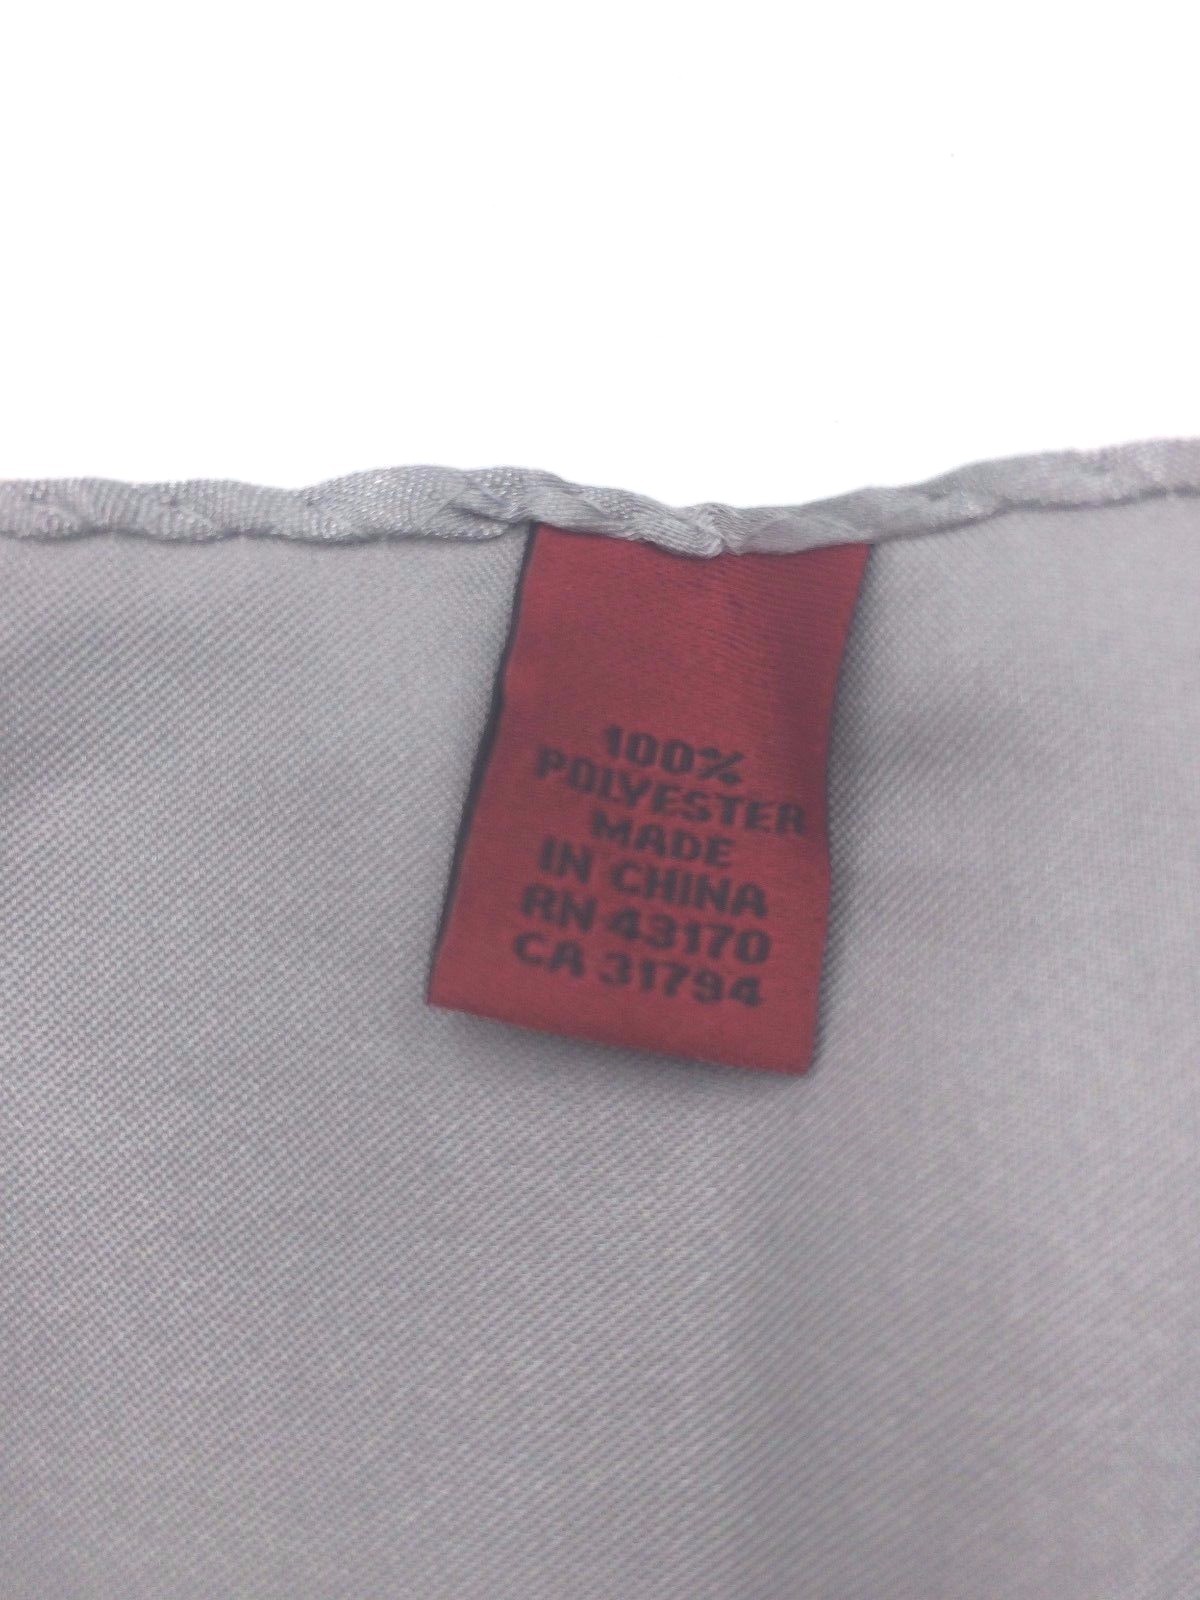 100%
POLYESTER
MADE
IN CHINA
RN 43170
CA 31794